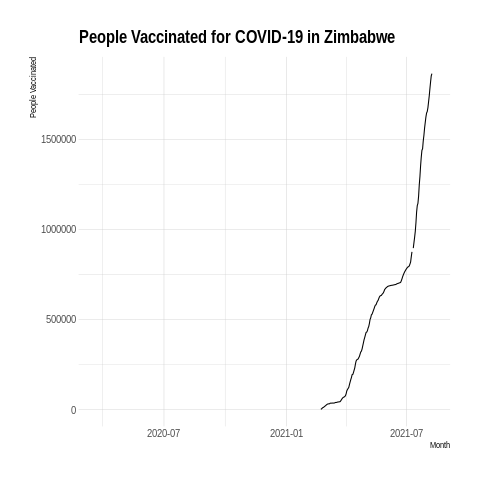 People Vaccinated for COVID-19 in Zimbabwe
People Vaccinated
1500000
1000000
500000
0
2020-07
2021-01
2021-07
Month